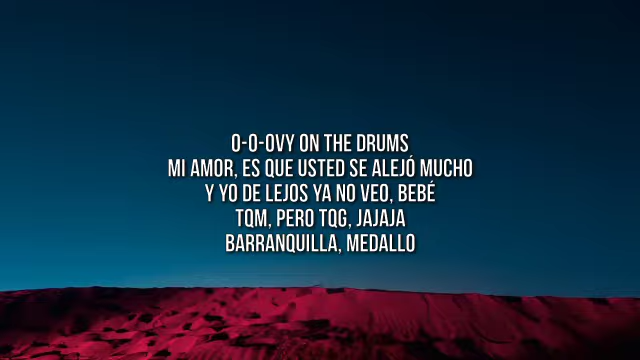 O-O-OVY ON THE DRUMS
MI AMOR, ES QUE USTED SE ALEJÓ MUCHO
Y YO DE LEJOS YA NO VEO, BEBÉ
TQM, PERO TQG, JAJAJA
BARRANQUILLA, MEDALLO